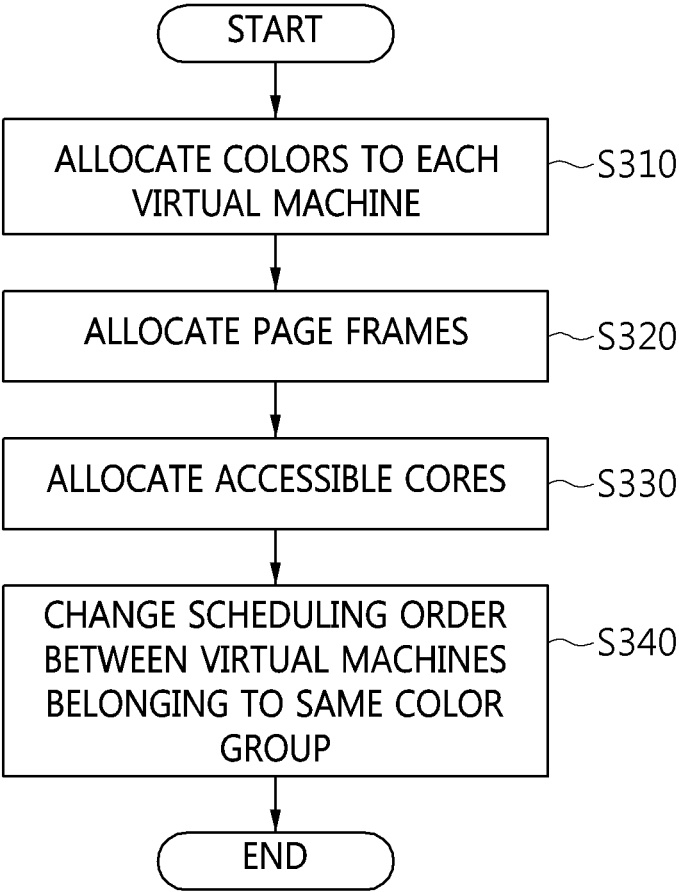 START
ALLOCATE COLORS TO EACH
VIRTUAL MACHINE
S310
ALLOCATE PAGE FRAMES
S320
ALLOCATE ACCESSIBLE CORES
S330
CHANGE SCHEDULING ORDER
BETWEEN VIRTUAL MACHINES
BELONGING TO SAME COLOR
GROUP
S340
END